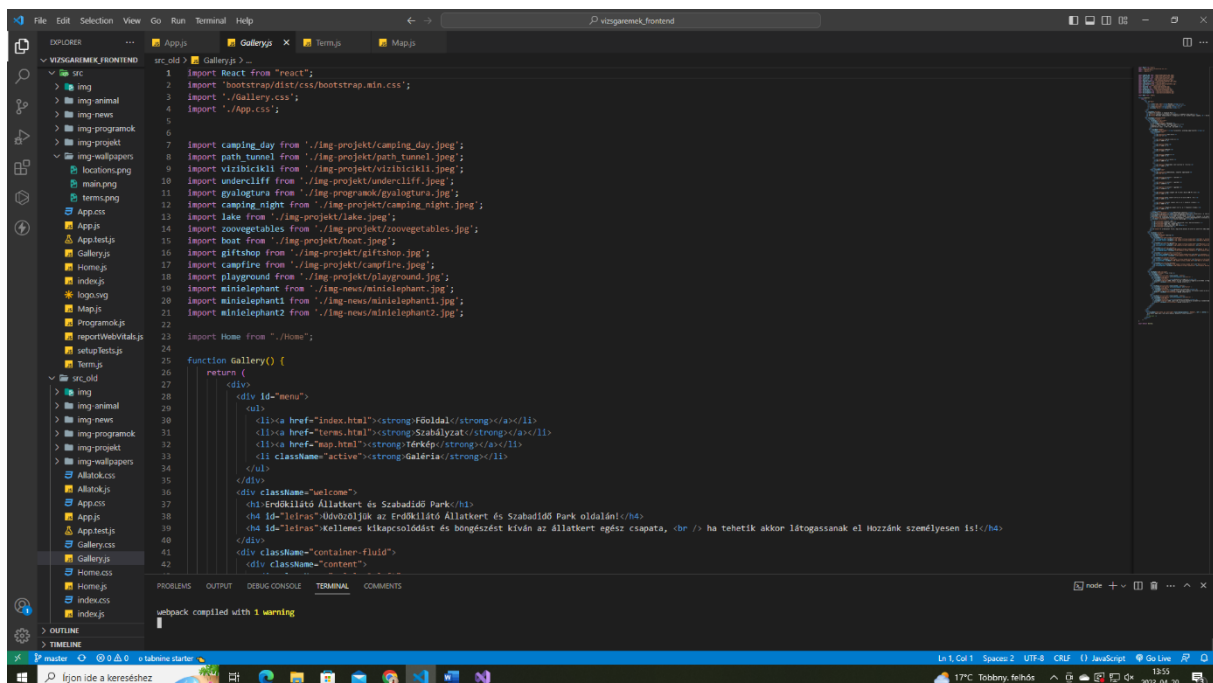 File Edit Selection View Go Run Terminal Help
vizsgaremek_frontend
EXPLORER
App.js
Gallery.js
Term.js
Map.js
VIZSGAREMEK_FRONTEND
src_old > Gallery.js > ...
src
img
img-animal
img-news
img-programok
img-projekt
img-wallpapers
locations.png
main.png
terms.png
App.css
App.js
App.test.js
Gallery.js
Home.js
index.js
logo.svg
Map.js
Programok.js
reportWebVitals.js
setupTests.js
Term.js
src_old
img
img-animal
img-news
img-programok
img-projekt
img-wallpapers
Allatok.css
Allatok.js
App.css
App.js
App.test.js
Gallery.css
Gallery.js
Home.css
Home.js
index.css
index.js
OUTLINE
TIMELINE
1 import React from "react";
2 import 'bootstrap/dist/css/bootstrap.min.css';
3 import './Gallery.css';
4 import './App.css';
5
6
7 import camping_day from './img-projekt/camping_day.jpeg';
8 import path_tunnel from './img-projekt/path_tunnel.jpeg';
9 import vizibicikli from './img-projekt/vizibicikli.jpeg';
10 import undercliff from './img-projekt/undercliff.jpeg';
11 import gyalogtura from './img-programok/gyalogtura.jpg';
12 import camping_night from './img-projekt/camping_night.jpeg';
13 import lake from './img-projekt/lake.jpeg';
14 import zoovegetables from './img-projekt/zoovegetables.jpg';
15 import boat from './img-projekt/boat.jpeg';
16 import giftshop from './img-projekt/giftshop.jpg';
17 import campfire from './img-projekt/campfire.jpeg';
18 import playground from './img-projekt/playground.jpg';
19 import minielephant from './img-news/minielephant.jpg';
20 import minielephant1 from './img-news/minielephant1.jpg';
21 import minielephant2 from './img-news/minielephant2.jpg';
22
23 import Home from "./Home";
24
25 function Gallery() {
26 return (
27 <div>
28 <div id="menu">
29 <ul>
30 <li><a href="index.html"><strong>Főoldal</strong></a></li>
31 <li><a href="terms.html"><strong>Szabályzat</strong></a></li>
32 <li><a href="map.html"><strong>Térkép</strong></a></li>
33 <li className="active"><strong>Galéria</strong></li>
34 </ul>
35 </div>
36 <div className="welcome">
37 <h1>Erdőkilátó Állatkert és Szabadidő Park</h1>
38 <h4 id="leiras">Üdvözöljük az Erdőkilátó Állatkert és Szabadidő Park oldalán!</h4>
39 <h4 id="leiras">Kellemes kikapcsolódást és böngészést kíván az állatkert egész csapata, <br /> ha tehetik akkor látogassanak el Hozzánk személyesen is!</h4>
40 </div>
41 <div className="container-fluid">
42 <div className="content">
PROBLEMS OUTPUT DEBUG CONSOLE TERMINAL COMMENTS
node
webpack compiled with 1 warning
master 0 0 0 tabnine starter
Ln 1, Col 1 Spaces: 2 UTF-8 CRLF {} JavaScript Go Live
Írjon ide a kereséshez
17°C Többny. felhős
13:55
2023. 04. 20.